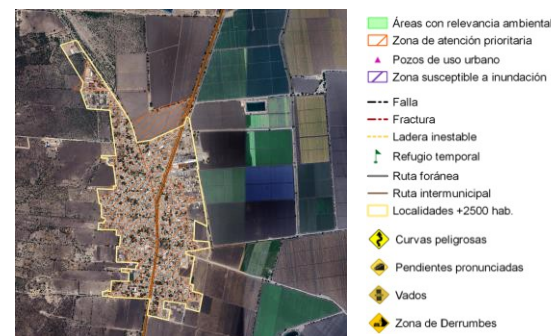 Áreas con relevancia ambiental
Zona de atención prioritaria
Pozos de uso urbano
Zona susceptible a inundación
Falla
Fractura
Ladera inestable
Refugio temporal
Ruta foránea
Ruta intermunicipal
Localidades +2500 hab.
Curvas peligrosas
Pendientes pronunciadas
Vados
Zona de Derrumbes